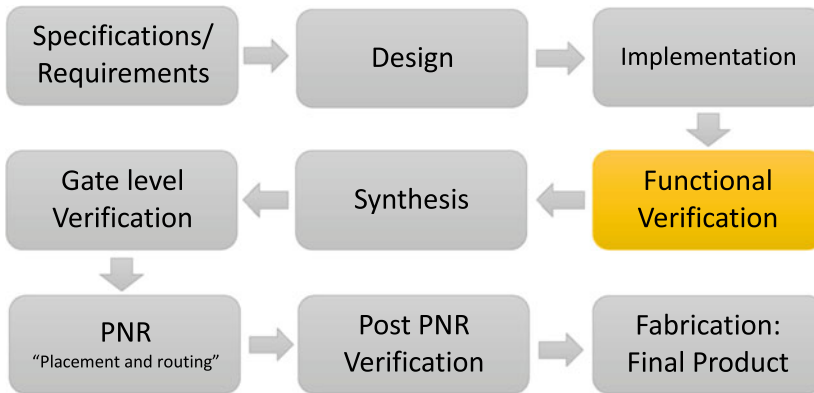 Specifications/
Requirements
Design
Implementation
Functional
Verification
Synthesis
Gate level
Verification
PNR
“Placement and routing”
Post PNR
Verification
Fabrication:
Final Product